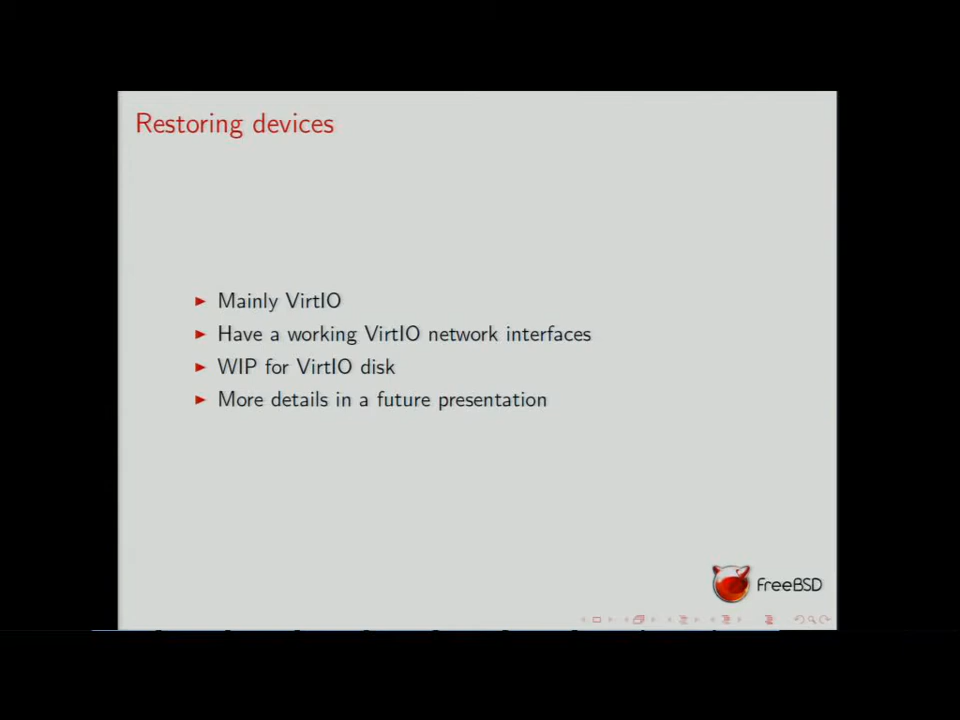 Restoring devices
Mainly VirtIO
Have a working VirtIO network interfaces
WIP for VirtIO disk
More details in a future presentation
FreeBSD